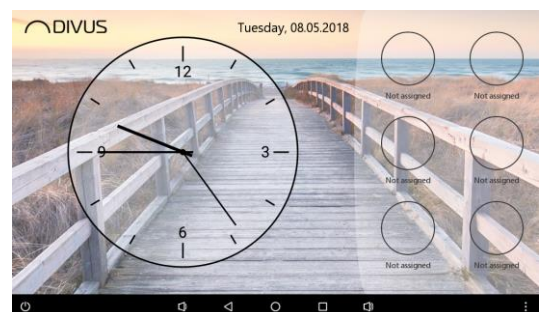 DIVUS
Tuesday, 08.05.2018
12
9
3
6
Not assigned
Not assigned
Not assigned
Not assigned
Not assigned
Not assigned